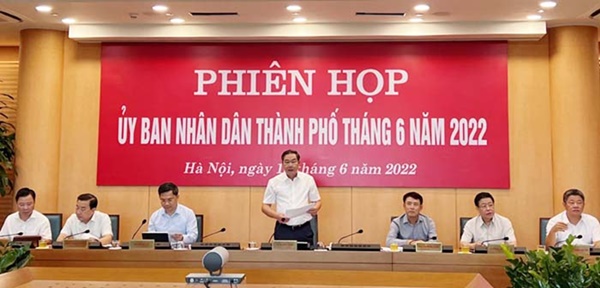 PHIÊN HỌP
ỦY BAN NHÂN DÂN THÀNH PHỐ THÁNG 6 NĂM 2022
Hà Nội, ngày tháng 6 năm 2022